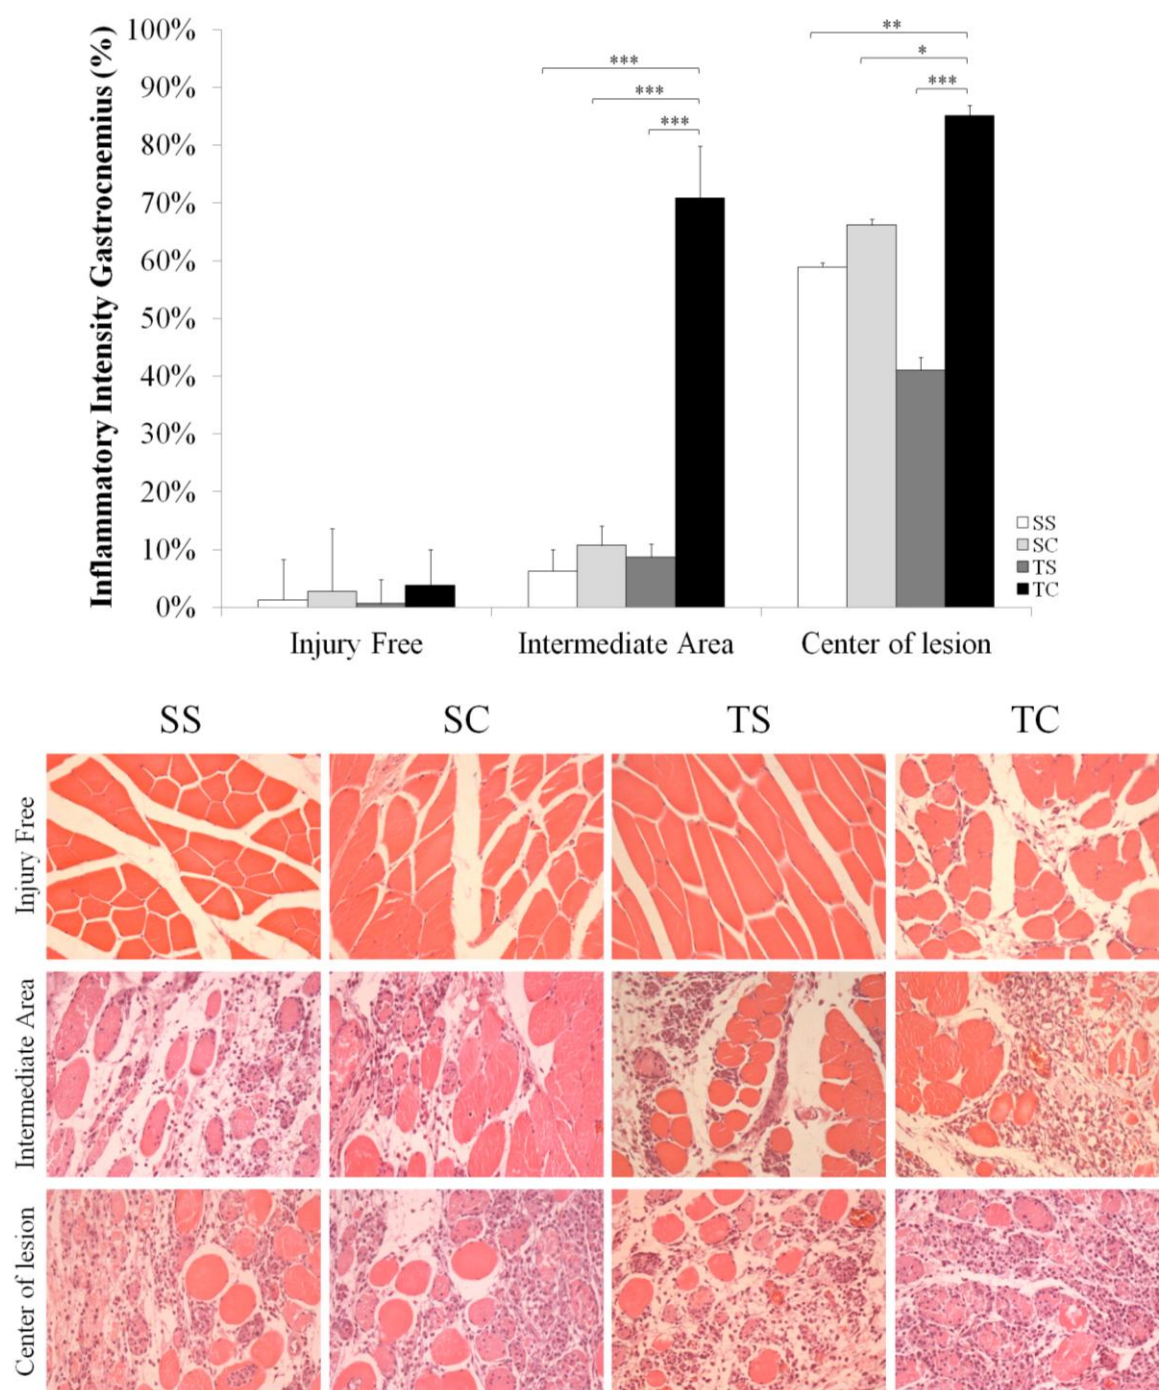 Inflammatory Intensity Gastrocnemius (%)
100%
90%
80%
70%
60%
50%
40%
30%
20%
10%
0%
***
***
***
**
*
***
SS
SC
TS
TC
Injury Free
Intermediate Area
Center of lesion
SS
SC
TS
TC
Injury Free
Intermediate Area
Center of lesion